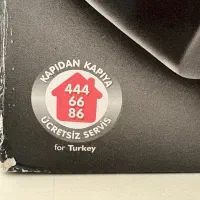 KAPIDAN KAPIYA
444
66
86
ÜCRETSİZ SERVİS
for Turkey